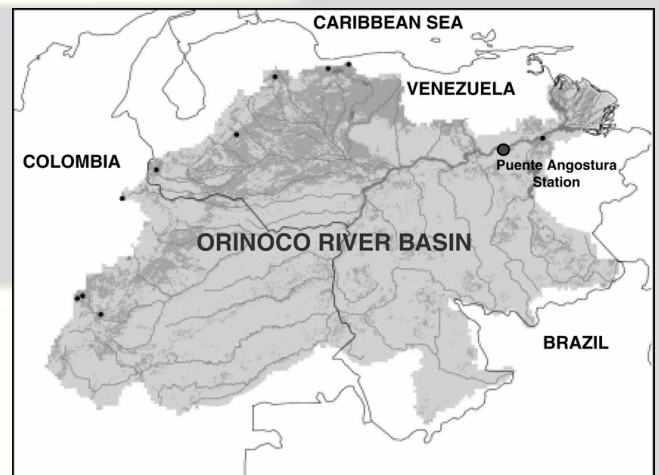 CARIBBEAN SEA
VENEZUELA
COLOMBIA
Puente Angostura
Station
ORINOCO RIVER BASIN
BRAZIL